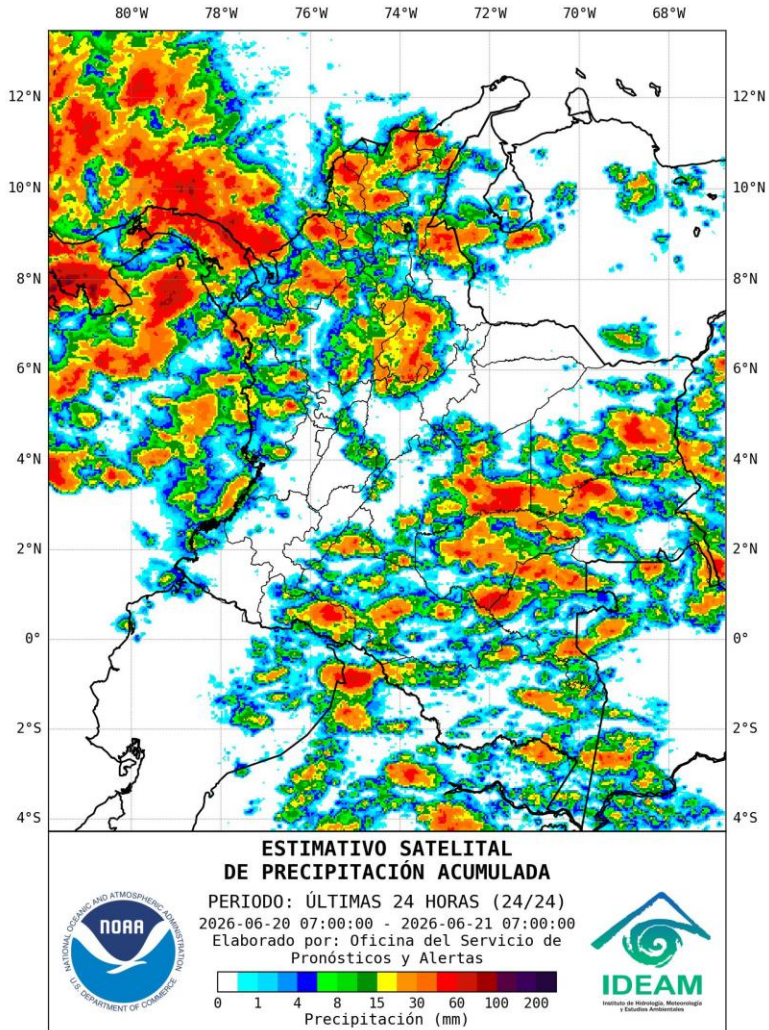 80°W 78°W 76°W 74°W 72°W 70°W 68°W
12°N 12°N
10°N 10°N
8°N 8°N
6°N 6°N
4°N 4°N
2°N 2°N
0° 0°
2°S 2°S
4°S 4°S
ESTIMATIVO SATELITAL
DE PRECIPITACIÓN ACUMULADA
PERIODO: ÚLTIMAS 24 HORAS (24/24)
2026-06-20 07:00:00 - 2026-06-21 07:00:00
Elaborado por: Oficina del Servicio de
Pronósticos y Alertas
0 1 4 8 15 30 60 100 200
Precipitación (mm)
NATIONAL OCEANIC AND ATMOSPHERIC ADMINISTRATION
NOAA
U.S. DEPARTMENT OF COMMERCE
IDEAM
Instituto de Hidrología, Meteorología
y Estudios Ambientales